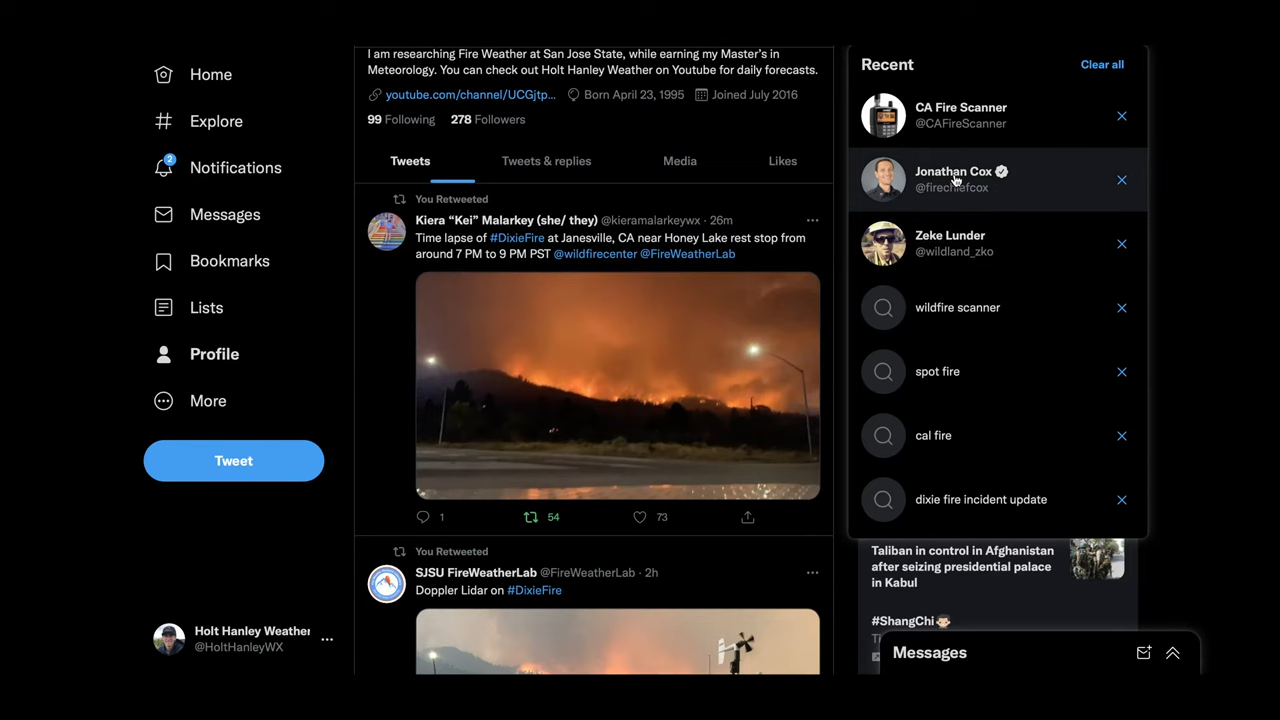 Home
Explore
2
Notifications
Messages
Bookmarks
Lists
Profile
More
Tweet
Holt Hanley Weather
@HoltHanleyWX
I am researching Fire Weather at San Jose State, while earning my Master's in
Meteorology. You can check out Holt Hanley Weather on Youtube for daily forecasts.
youtube.com/channel/UCGjtp... Born April 23, 1995 Joined July 2016
99 Following 278 Followers
Tweets Tweets & replies Media Likes
You Retweeted
Kiera “Kei” Malarkey (she/ they) @kieramalarkeywx · 26m
Time lapse of #DixieFire at Janesville, CA near Honey Lake rest stop from
around 7 PM to 9 PM PST @wildfirecenter @FireWeatherLab
1 54 73
You Retweeted
SJSU FireWeatherLab @FireWeatherLab · 2h
Doppler Lidar on #DixieFire
Recent Clear all
CA Fire Scanner
@CAFireScanner
Jonathan Cox
@firechiefcox
Zeke Lunder
@wildland_zko
wildfire scanner
spot fire
cal fire
dixie fire incident update
Taliban in control in Afghanistan
after seizing presidential palace
in Kabul
#ShangChi
Messages